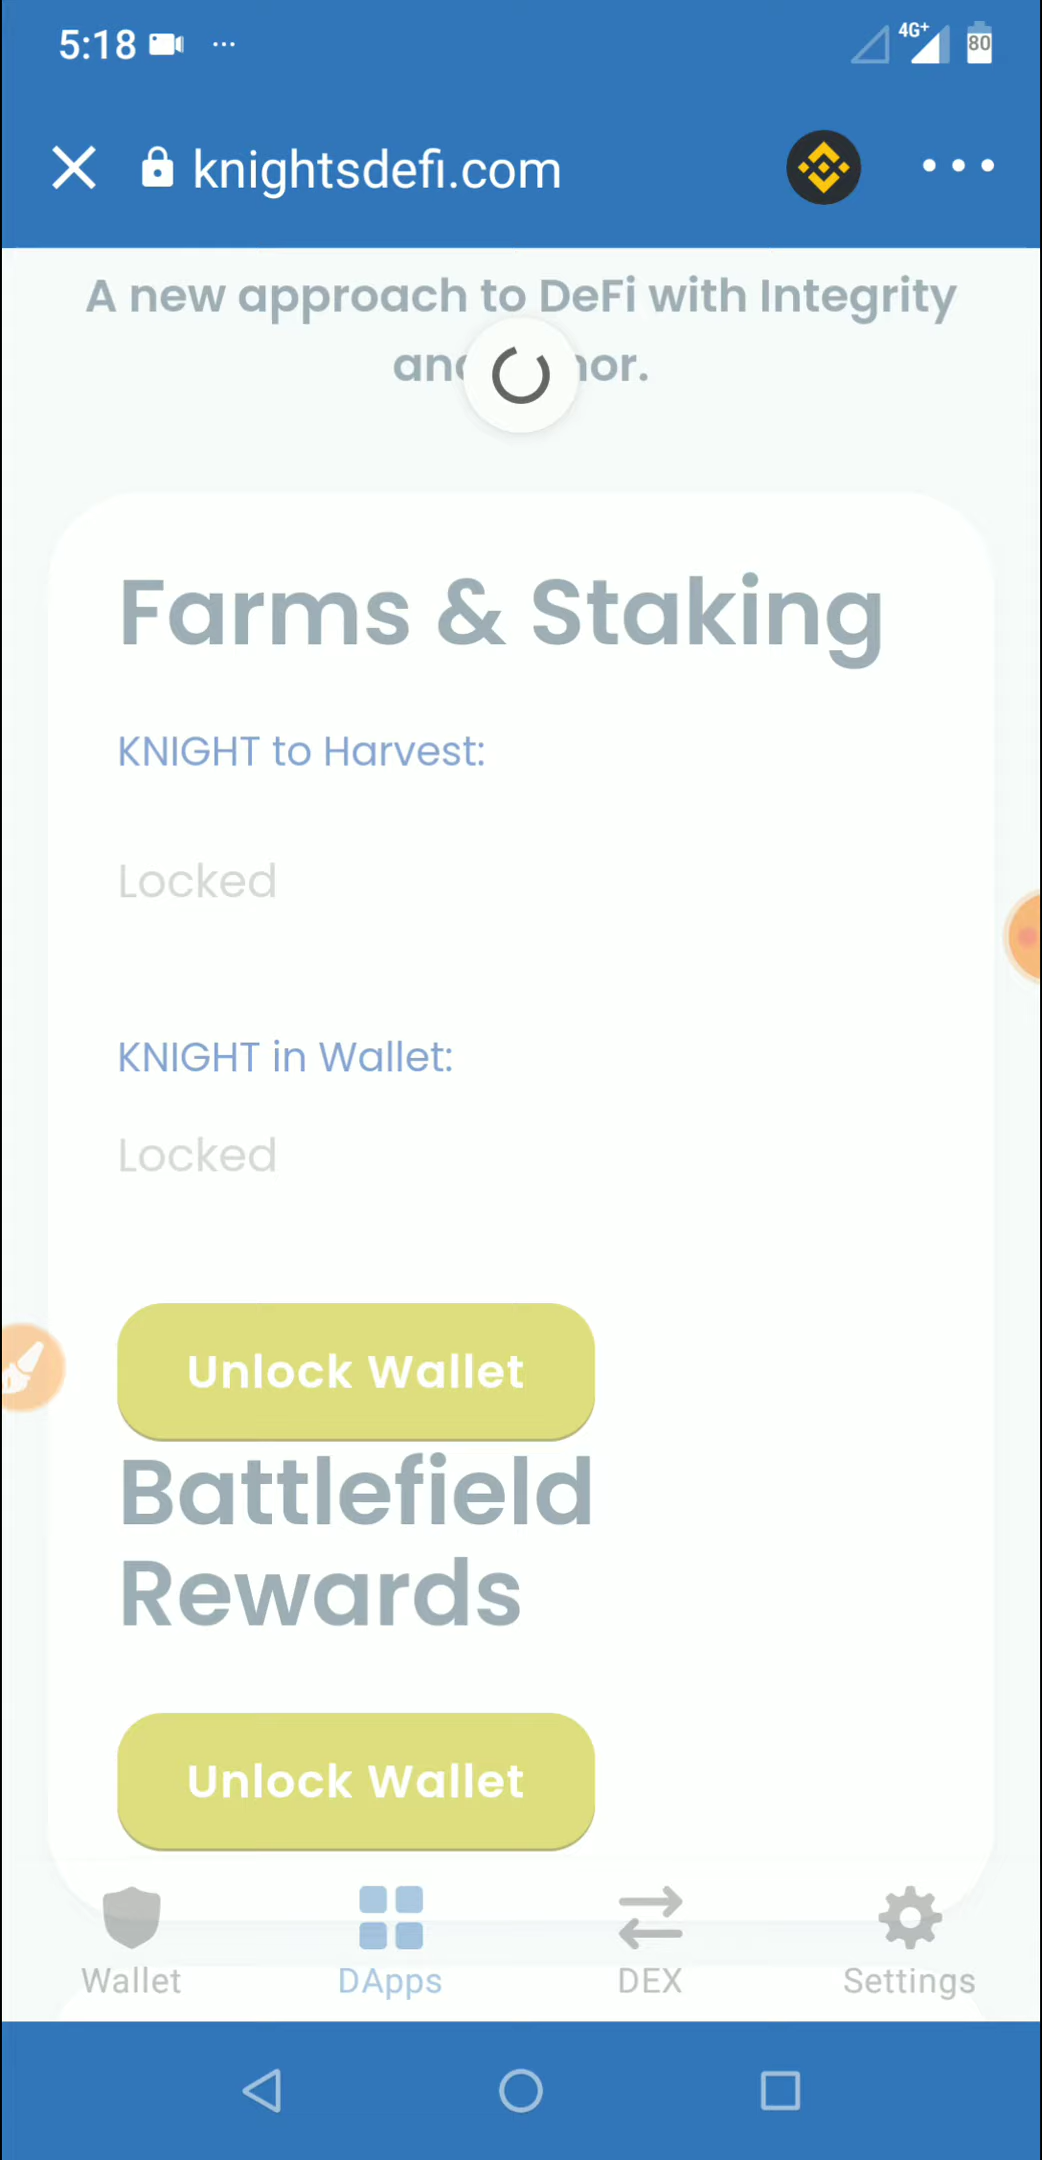 5:18
4G+
80
knightsdefi.com
A new approach to DeFi with Integrity
and
Farms & Staking
KNIGHT to Harvest:
Locked
KNIGHT in Wallet:
Locked
Unlock Wallet
Battlefield
Rewards
Unlock Wallet
Wallet
DApps
DEX
Settings